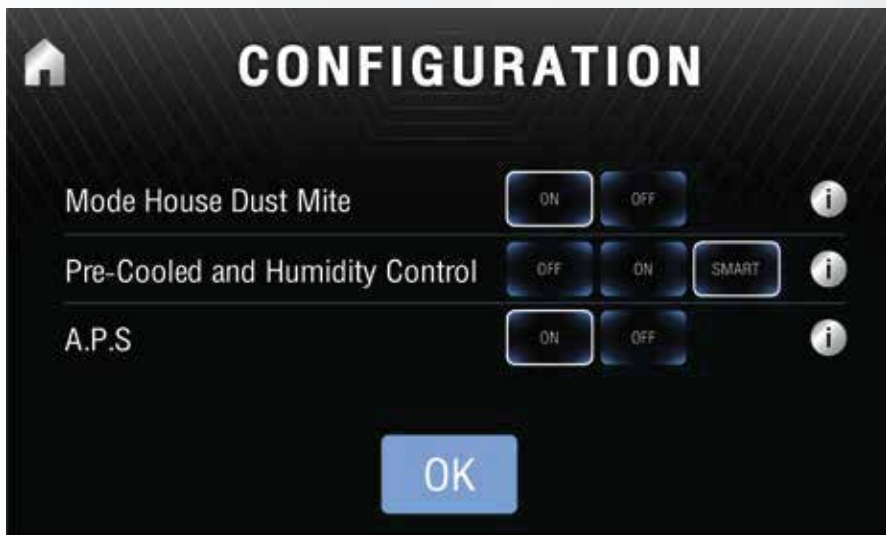 CONFIGURATION
Mode House Dust Mite ON OFF i
Pre-Cooled and Humidity Control OFF ON SMART i
A.P.S ON OFF i
OK